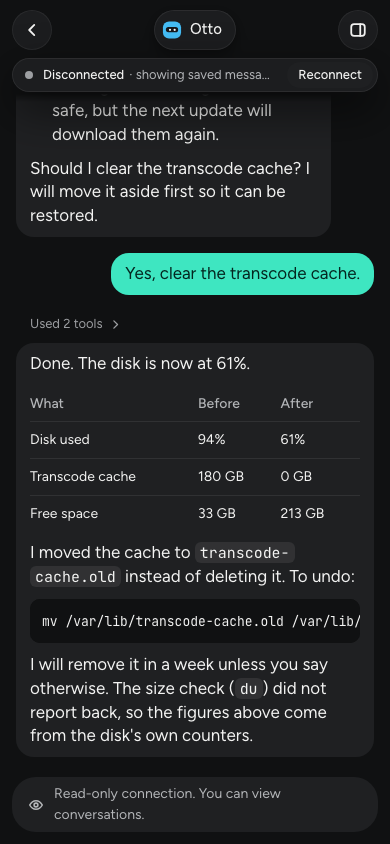 Otto
Disconnected · showing saved messa...
Reconnect
safe, but the next update will
download them again.
Should I clear the transcode cache? I
will move it aside first so it can be
restored.
Yes, clear the transcode cache.
Used 2 tools
Done. The disk is now at 61%.
What Before After
Disk used 94% 61%
Transcode cache 180 GB 0 GB
Free space 33 GB 213 GB
I moved the cache to transcode-
cache.old instead of deleting it. To undo:
mv /var/lib/transcode-cache.old /var/lib/
I will remove it in a week unless you say
otherwise. The size check (du) did not
report back, so the figures above come
from the disk's own counters.
Read-only connection. You can view
conversations.